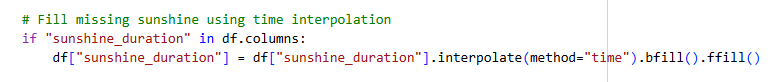 # Fill missing sunshine using time interpolation
if "sunshine_duration" in df.columns:
    df["sunshine_duration"] = df["sunshine_duration"].interpolate(method="time").bfill().ffill()